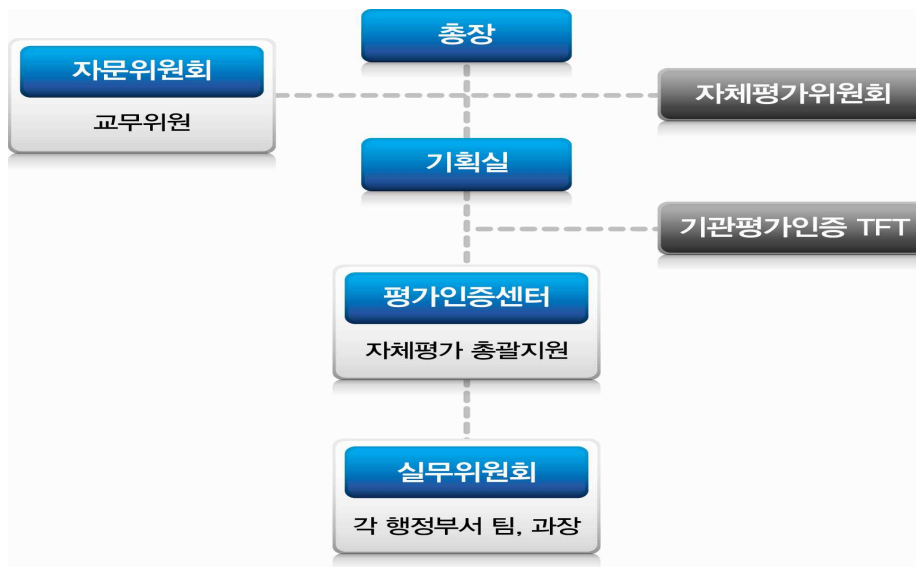 총장
자문위원회
교무위원
자체평가위원회
기획실
기관평가인증 TFT
평가인증센터
자체평가 총괄지원
실무위원회
각 행정부서 팀, 과장